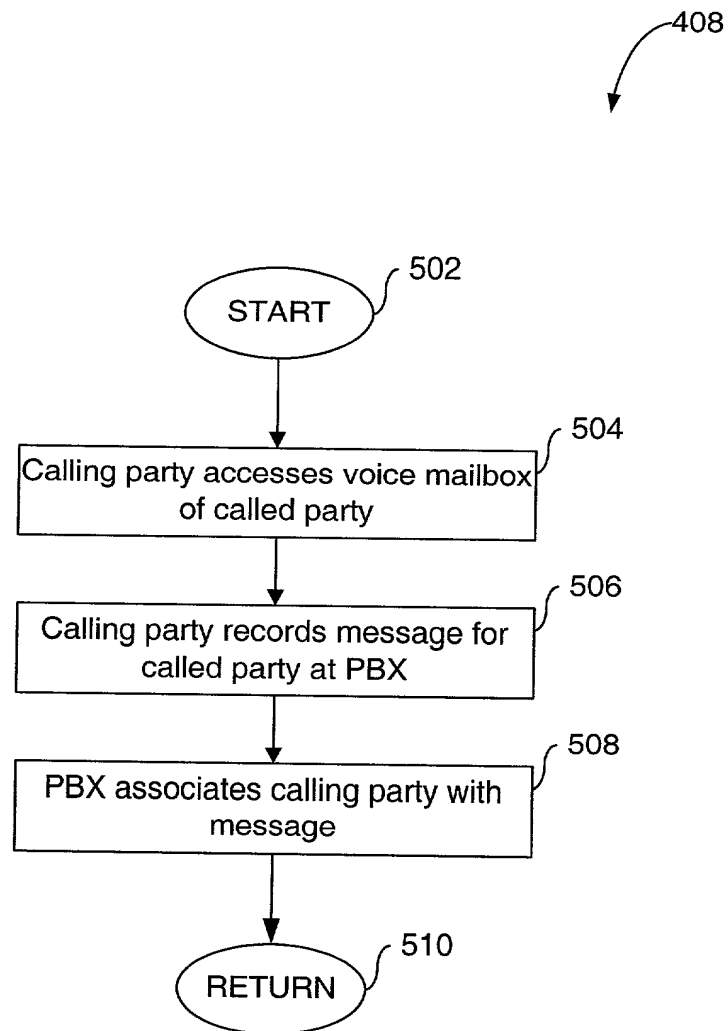 408
502
START
504
Calling party accesses voice mailbox
of called party
506
Calling party records message for
called party at PBX
508
PBX associates calling party with
message
510
RETURN